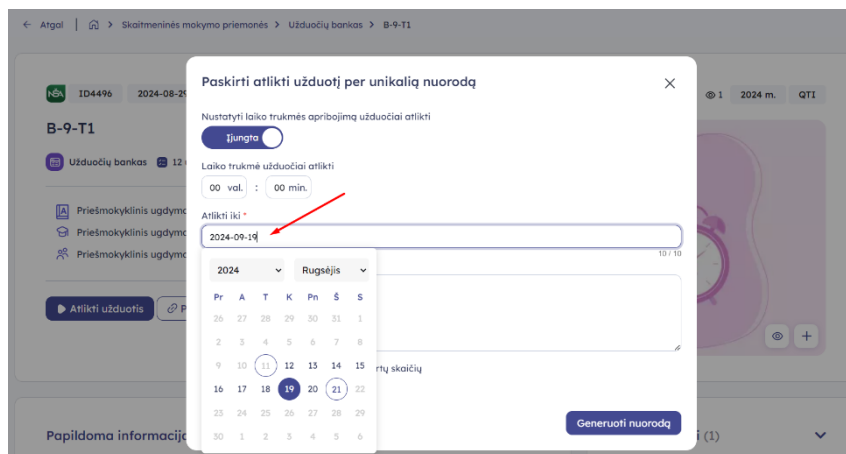 Atgal Skaitmeninės mokymo priemonės Užduočių bankas B-9-T1
Paskirti atlikti užduotį per unikalią nuorodą
NŠA ID4496 2024-08-29 1 2024 m. QTI
Nustatyti laiko trukmės apribojimą užduočiai atlikti
B-9-T1
Įjungta
Užduočių bankas 12
Laiko trukmė užduočiai atlikti
00 val. : 00 min.
Priešmokyklinis ugdymo
Atlikti iki *
Priešmokyklinis ugdymo
2024-09-19
Priešmokyklinis ugdymo
10 / 10
2024 Rugsėjis
Pr A T K Pn Š S
Atlikti užduotis P
26 27 28 29 30 31 1
2 3 4 5 6 7 8
9 10 11 12 13 14 15
rtų skaičių
16 17 18 19 20 21 22
23 24 25 26 27 28 29
Generuoti nuorodą
30 1 2 3 4 5 6
Papildoma informacija i (1)